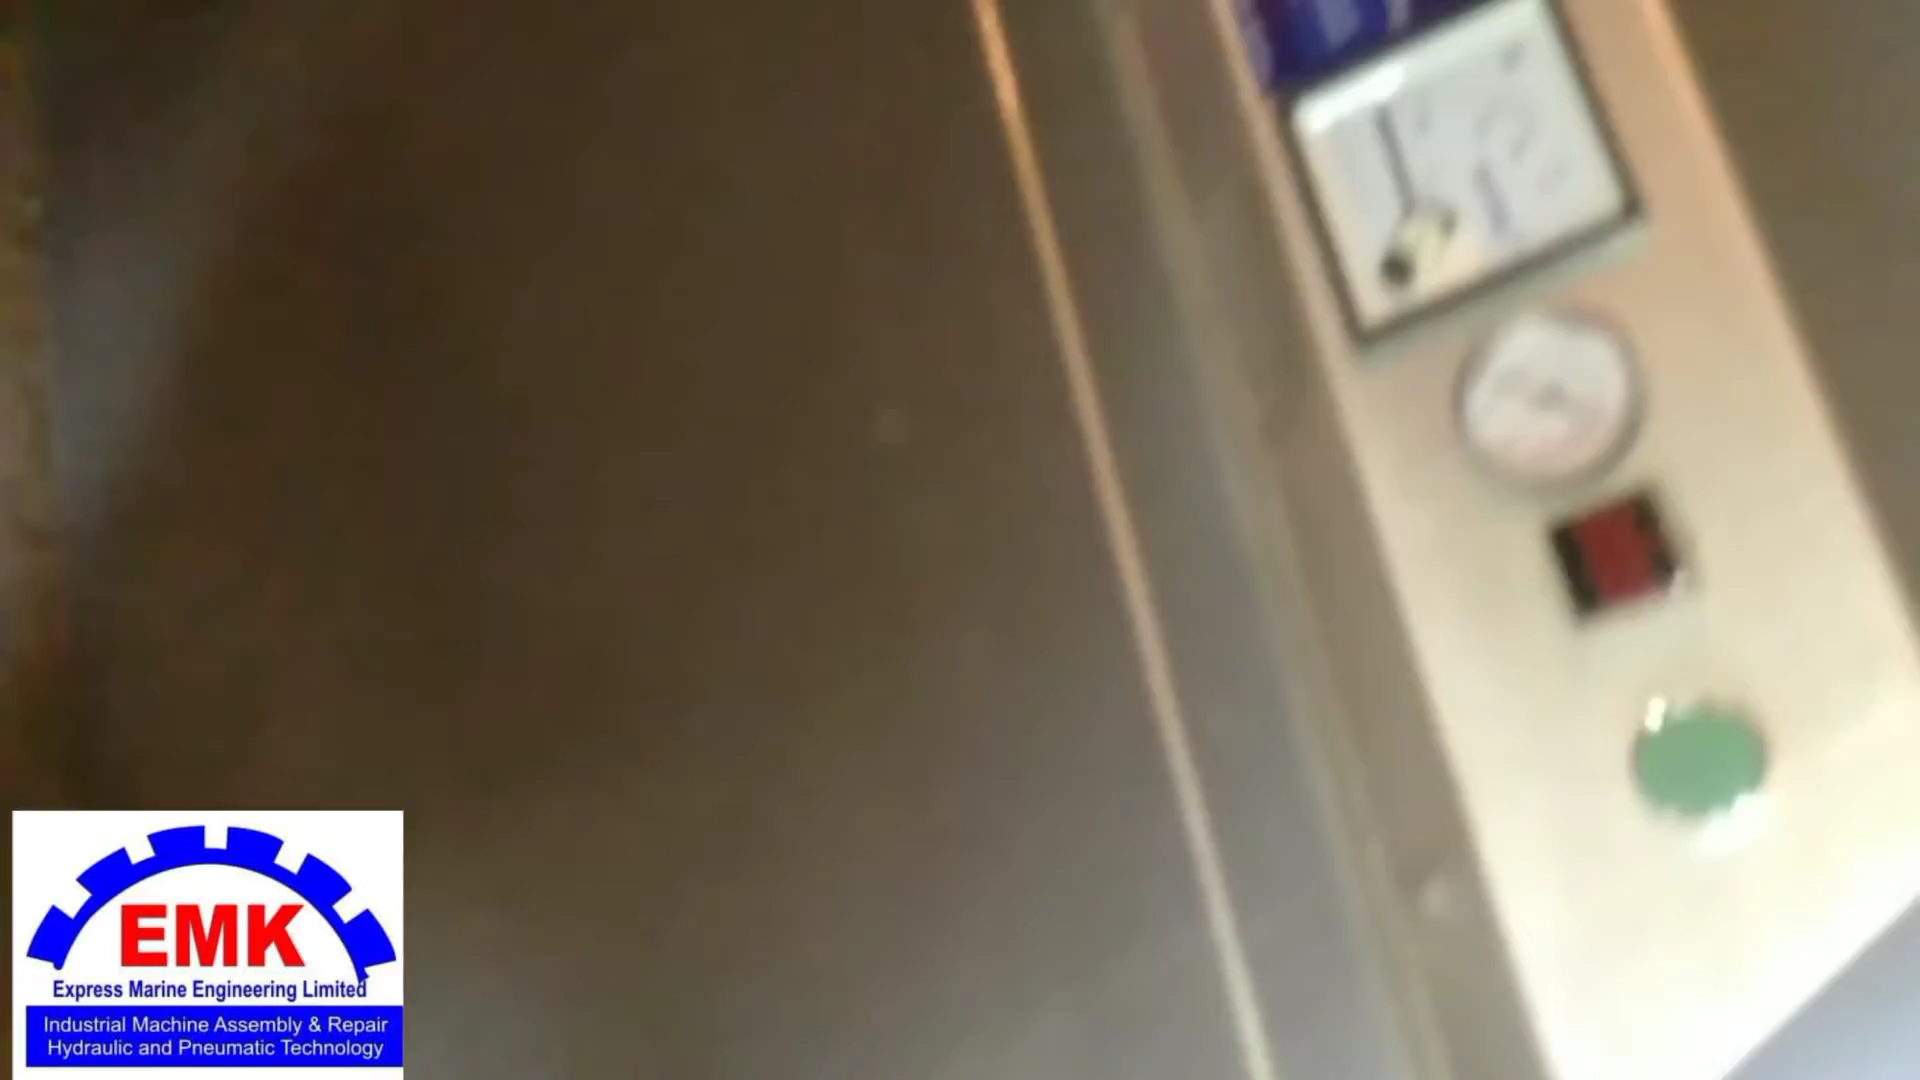 EMK
Express Marine Engineering Limited
Industrial Machine Assembly & Repair
Hydraulic and Pneumatic Technology